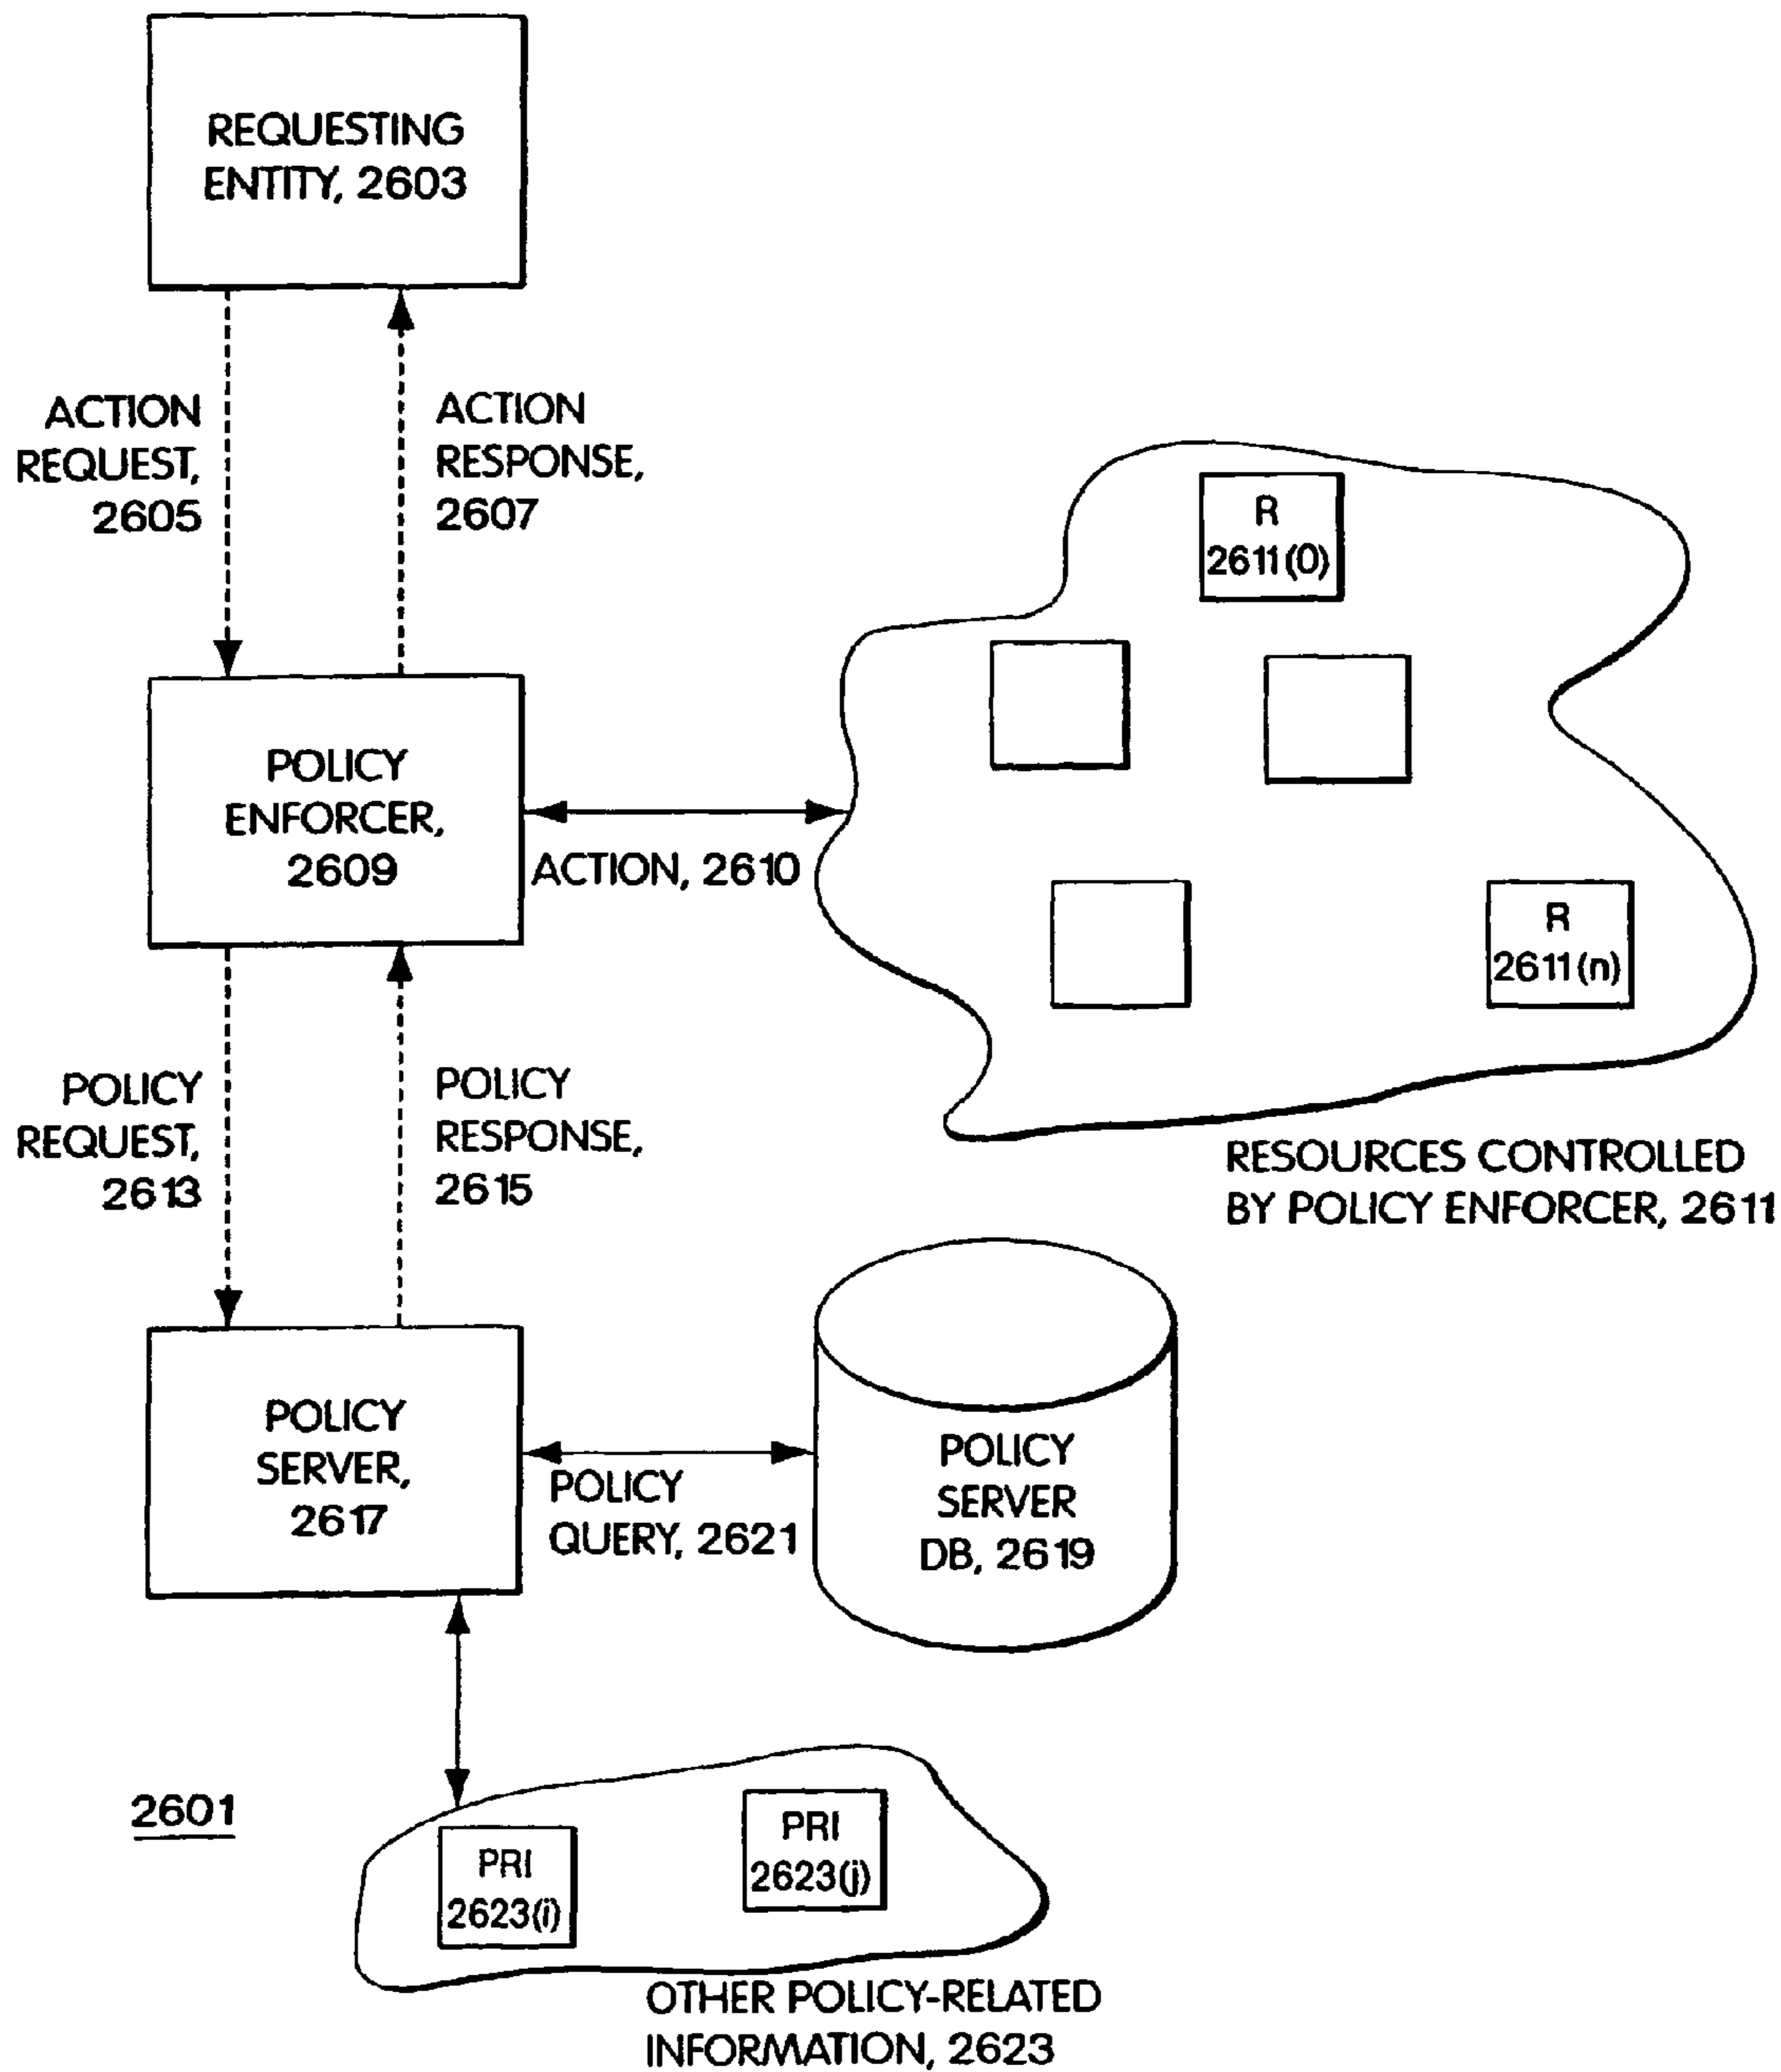 REQUESTING
ENTITY, 2603
ACTION
REQUEST,
2605
ACTION
RESPONSE,
2607
R
2611(0)
POLICY
ENFORCER,
2609
ACTION, 2610
R
2611(n)
POLICY
REQUEST,
2613
POLICY
RESPONSE,
2615
RESOURCES CONTROLLED
BY POLICY ENFORCER, 2611
POLICY
SERVER,
2617
POLICY
QUERY, 2621
POLICY
SERVER
DB, 2619
2601
PRI
2623(i)
PRI
2623(j)
OTHER POLICY-RELATED
INFORMATION, 2623